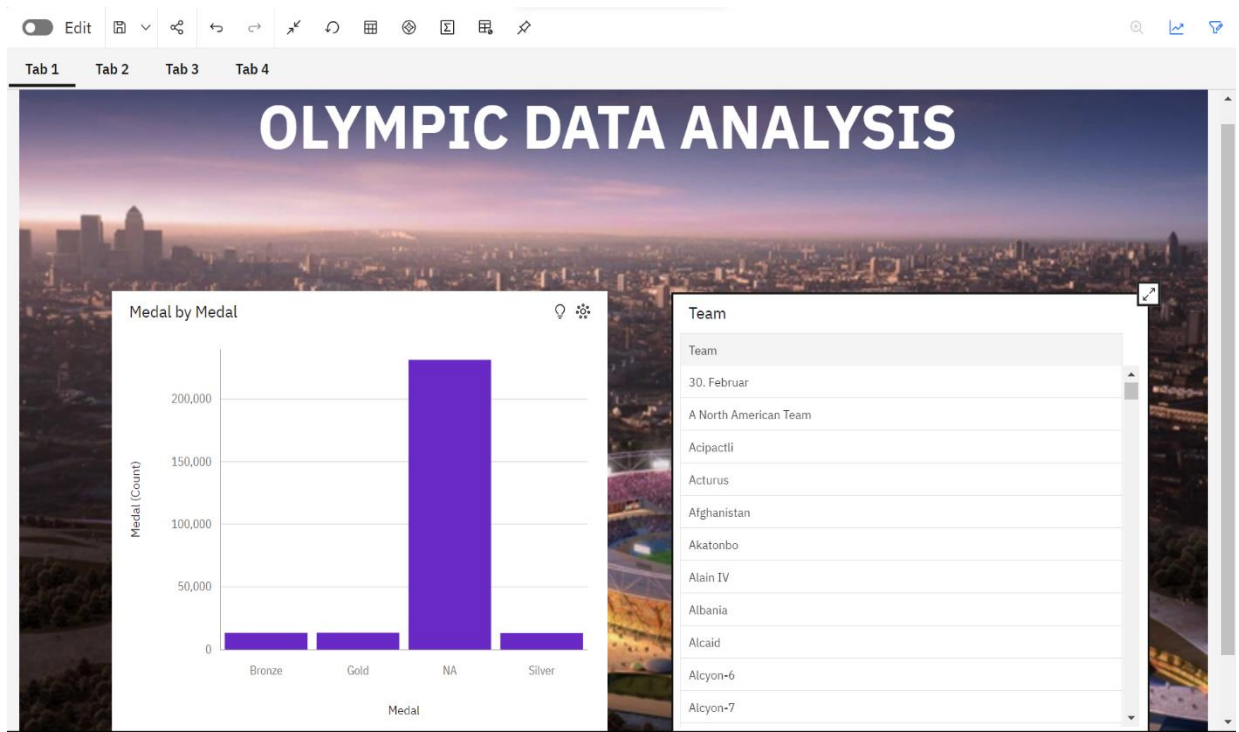 Edit
Tab 1 Tab 2 Tab 3 Tab 4
OLYMPIC DATA ANALYSIS
Medal by Medal
Medal (Count)
200,000
150,000
100,000
50,000
0
Bronze Gold NA Silver
Medal
Team
Team
30. Februar
A North American Team
Acipactli
Acturus
Afghanistan
Akatonbo
Alain IV
Albania
Alcaid
Alcyon-6
Alcyon-7